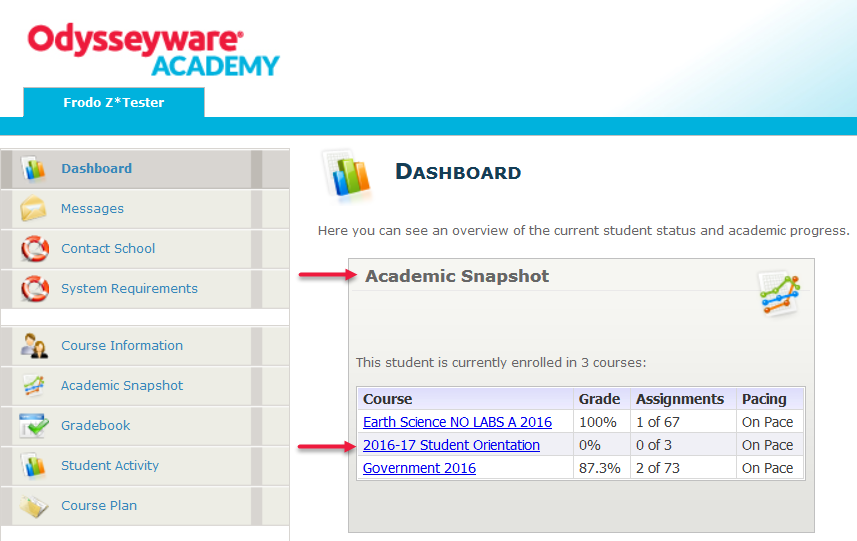 Odysseyware®
ACADEMY
Frodo Z*Tester
Dashboard
Messages
Contact School
System Requirements
Course Information
Academic Snapshot
Gradebook
Student Activity
Course Plan
DASHBOARD
Here you can see an overview of the current student status and academic progress.
Academic Snapshot
This student is currently enrolled in 3 courses:
Course Grade Assignments Pacing
Earth Science NO LABS A 2016 100% 1 of 67 On Pace
2016-17 Student Orientation 0% 0 of 3 On Pace
Government 2016 87.3% 2 of 73 On Pace